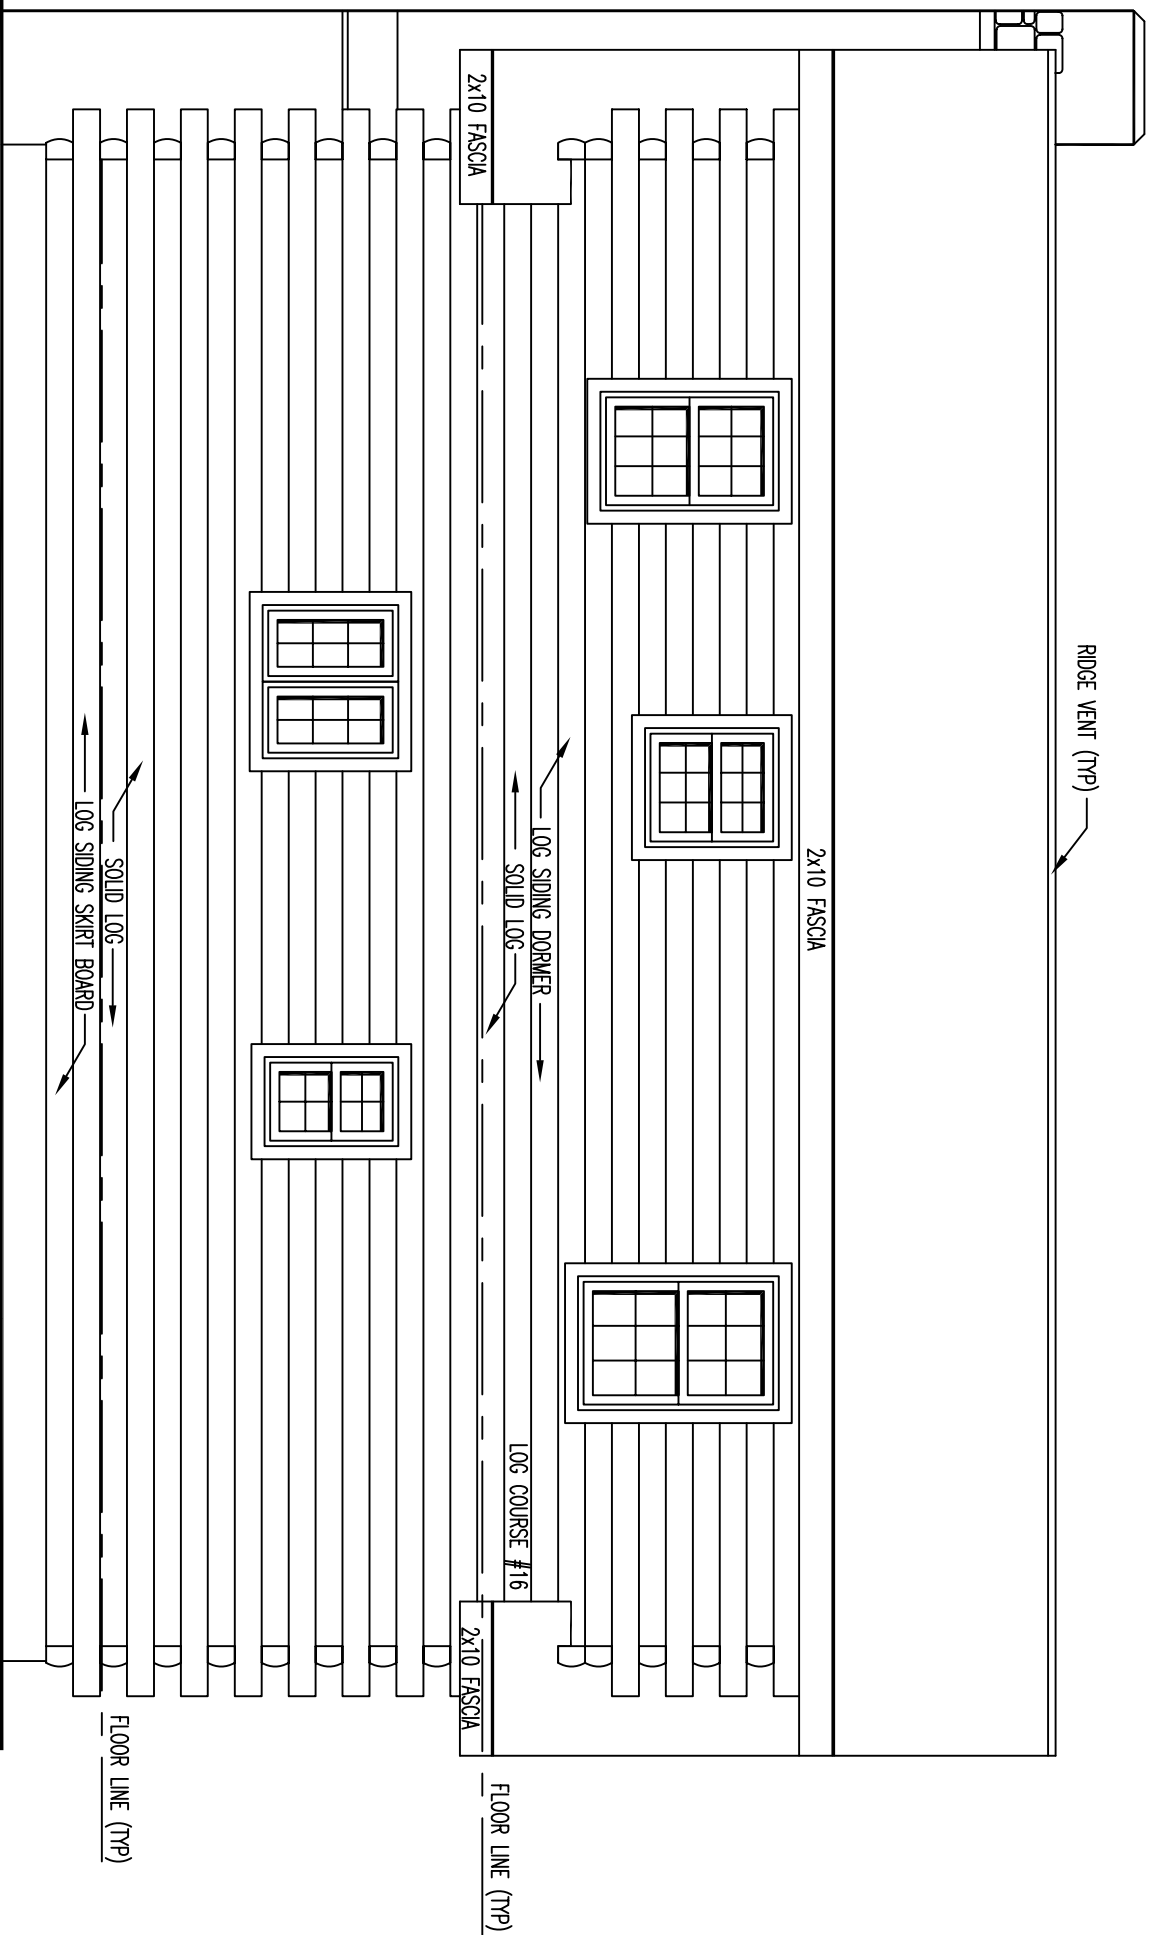 RIDGE VENT (TYP)
2x10 FASCIA
LOG SIDING DORMER
SOLID LOG
LOG COURSE #16
2x10 FASCIA
2x10 FASCIA
FLOOR LINE (TYP)
SOLID LOG
LOG SIDING SKIRT BOARD
FLOOR LINE (TYP)